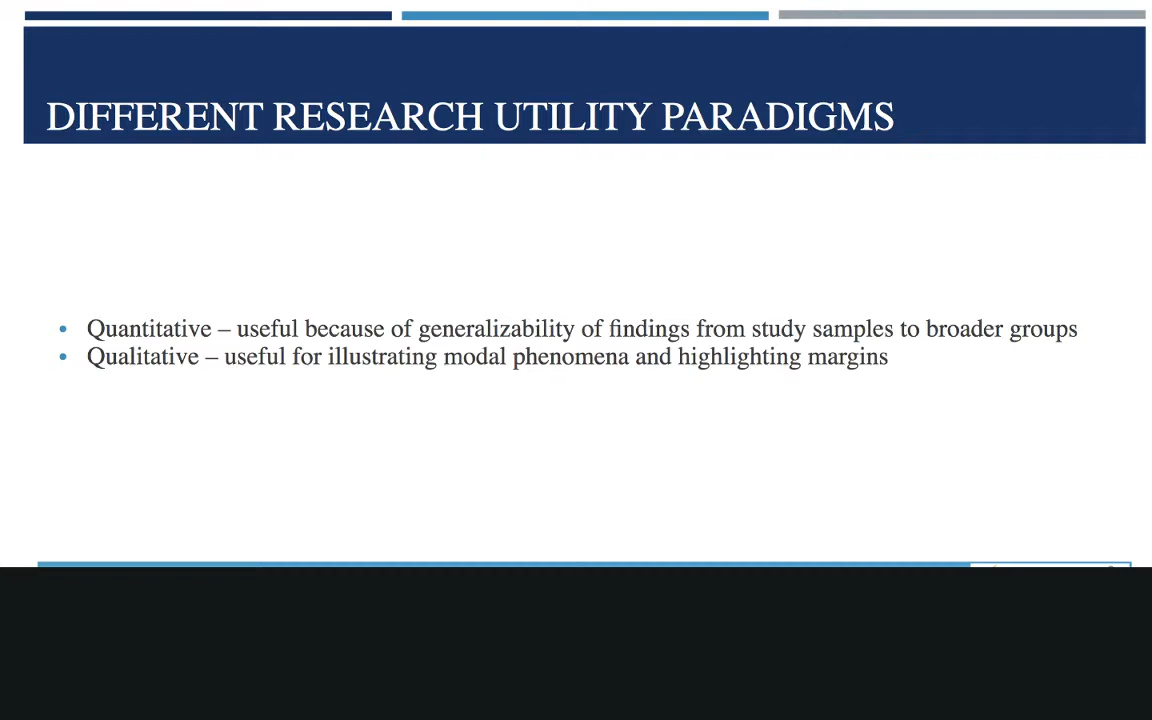 DIFFERENT RESEARCH UTILITY PARADIGMS
• Quantitative – useful because of generalizability of findings from study samples to broader groups
• Qualitative – useful for illustrating modal phenomena and highlighting margins